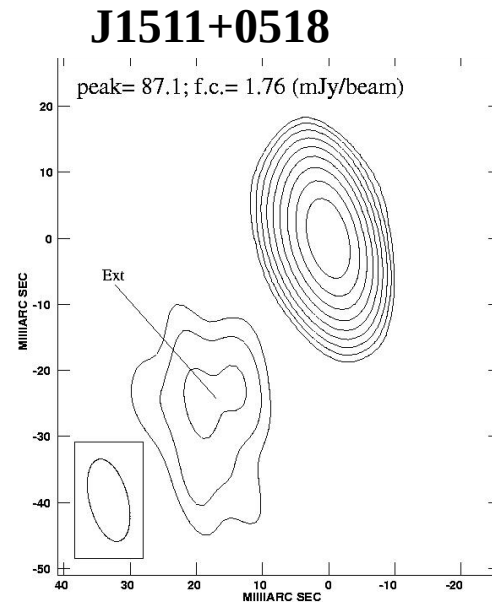 J1511+0518
peak= 87.1; f.c.= 1.76 (mJy/beam)
20
10
0
-10
-20
-30
-40
-50
MIllIARC SEC
Ext
40 30 20 10 0 -10 -20
MIllIARC SEC